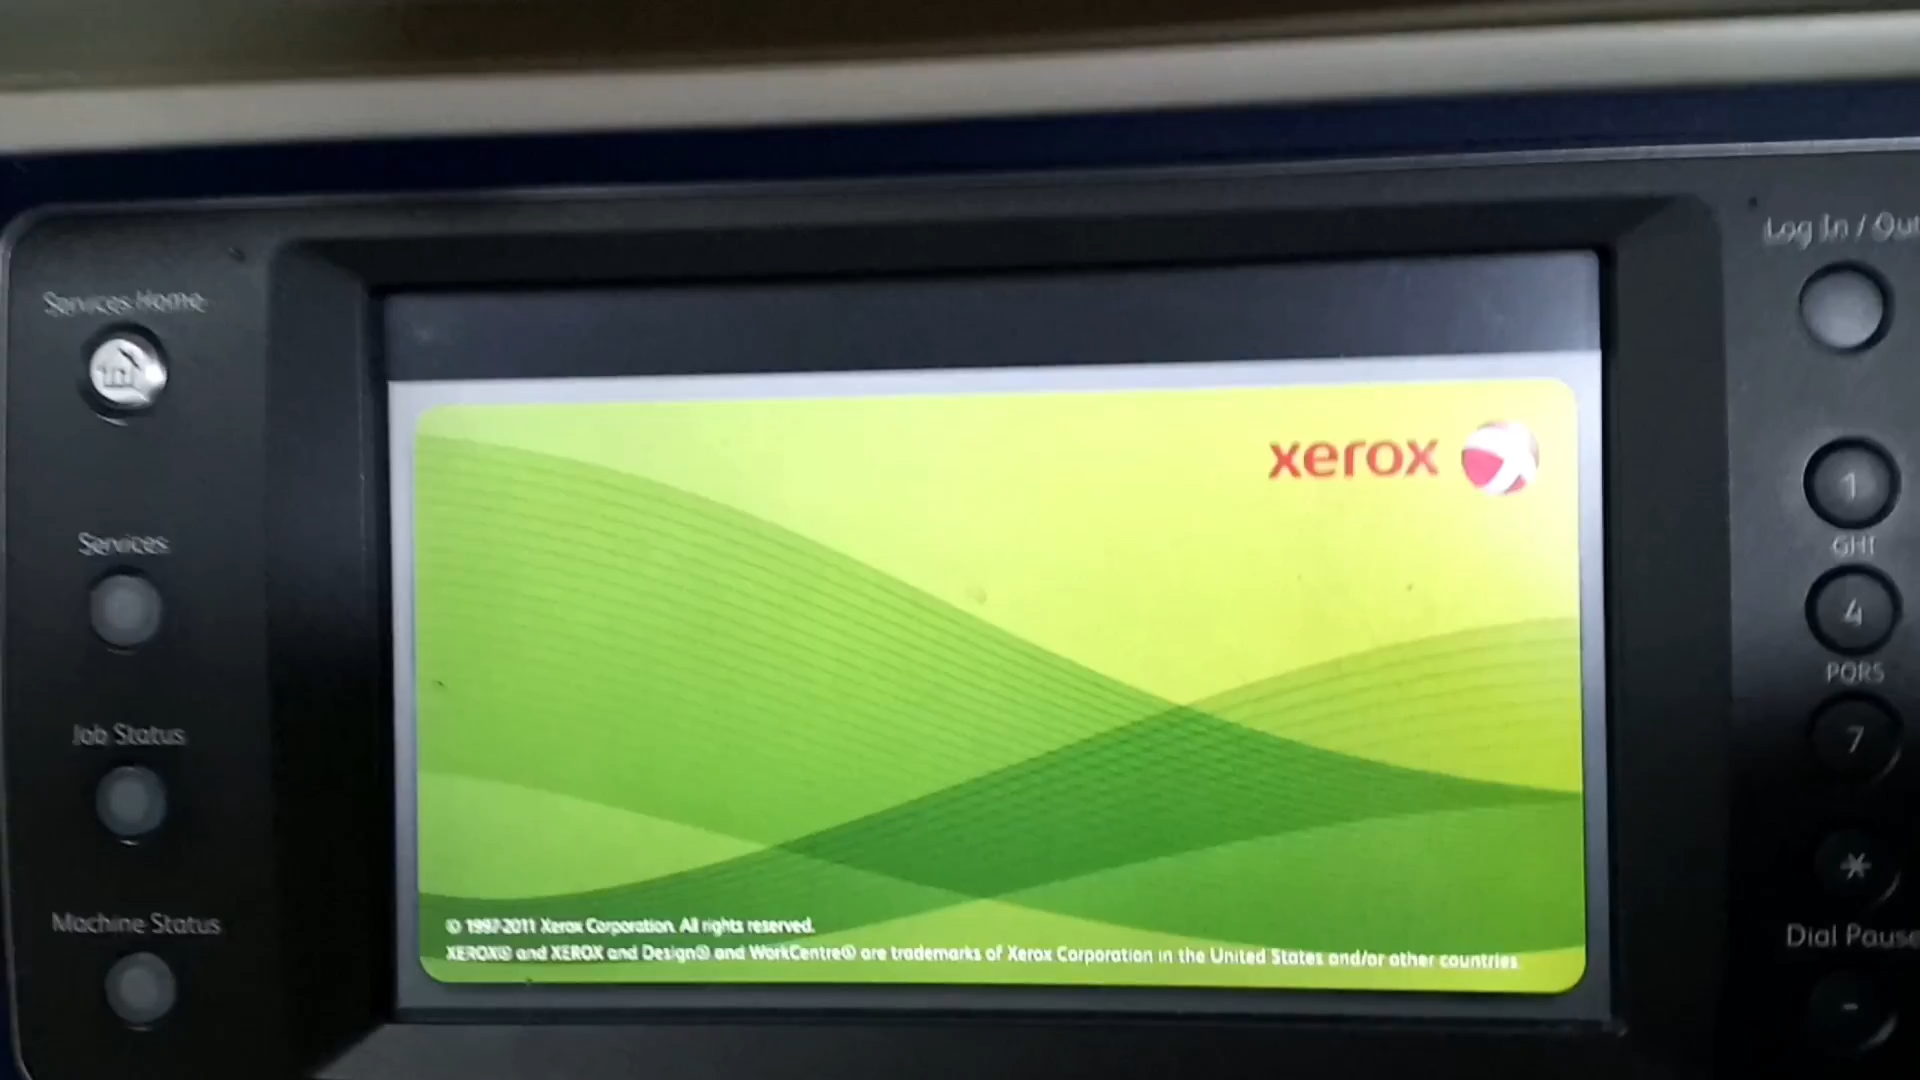 Log In / Out
Services Home
xerox
1
GHI
Services
4
PQRS
Job Status
7
*
© 1997-2011 Xerox Corporation. All rights reserved.
Machine Status
Dial Pause
XEROX® and XEROX and Design® and WorkCentre® are trademarks of Xerox Corporation in the United States and/or other countries.
-